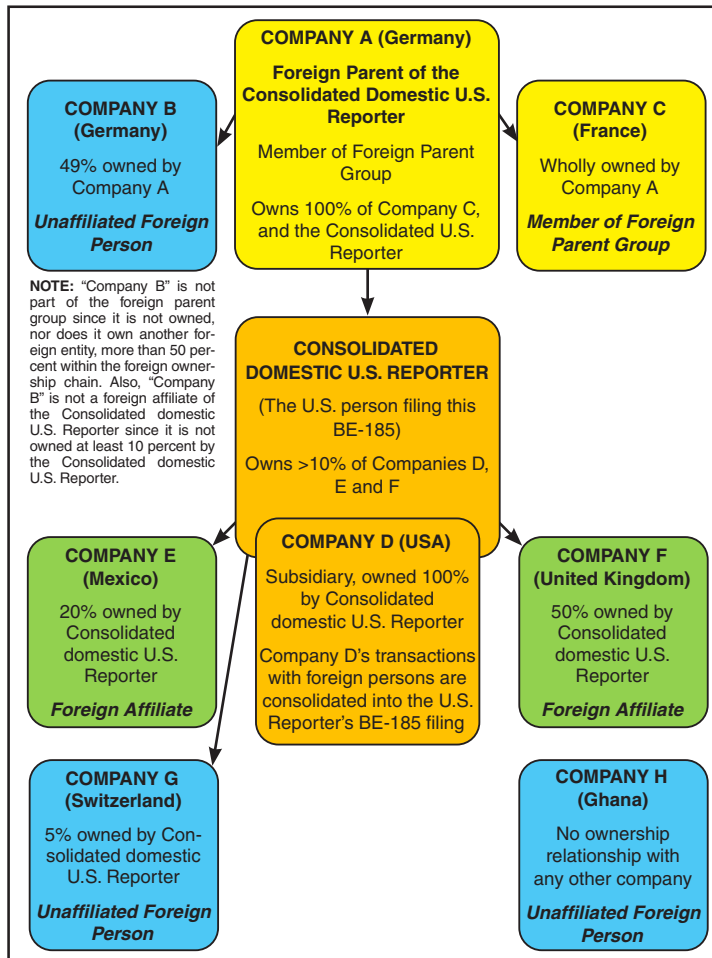 COMPANY A (Germany)
Foreign Parent of the
Consolidated Domestic U.S.
Reporter
Member of Foreign Parent
Group
Owns 100% of Company C,
and the Consolidated U.S.
Reporter
COMPANY B
(Germany)
49% owned by
Company A
Unaffiliated Foreign
Person
COMPANY C
(France)
Wholly owned by
Company A
Member of Foreign
Parent Group
NOTE: “Company B” is not
part of the foreign parent
group since it is not owned,
nor does it own another for-
eign entity, more than 50 per-
cent within the foreign owner-
ship chain. Also, “Company
B” is not a foreign affiliate of
the Consolidated domestic
U.S. Reporter since it is not
owned at least 10 percent by
the Consolidated domestic
U.S. Reporter.
CONSOLIDATED
DOMESTIC U.S. REPORTER
(The U.S. person filing this
BE-185)
Owns >10% of Companies D,
E and F
COMPANY E
(Mexico)
20% owned by
Consolidated
domestic U.S.
Reporter
Foreign Affiliate
COMPANY D (USA)
Subsidiary, owned 100%
by Consolidated
domestic U.S. Reporter
Company D’s transactions
with foreign persons are
consolidated into the U.S.
Reporter’s BE-185 filing
COMPANY F
(United Kingdom)
50% owned by
Consolidated
domestic U.S.
Reporter
Foreign Affiliate
COMPANY G
(Switzerland)
5% owned by Con-
solidated domestic
U.S. Reporter
Unaffiliated Foreign
Person
COMPANY H
(Ghana)
No ownership
relationship with
any other company
Unaffiliated Foreign
Person